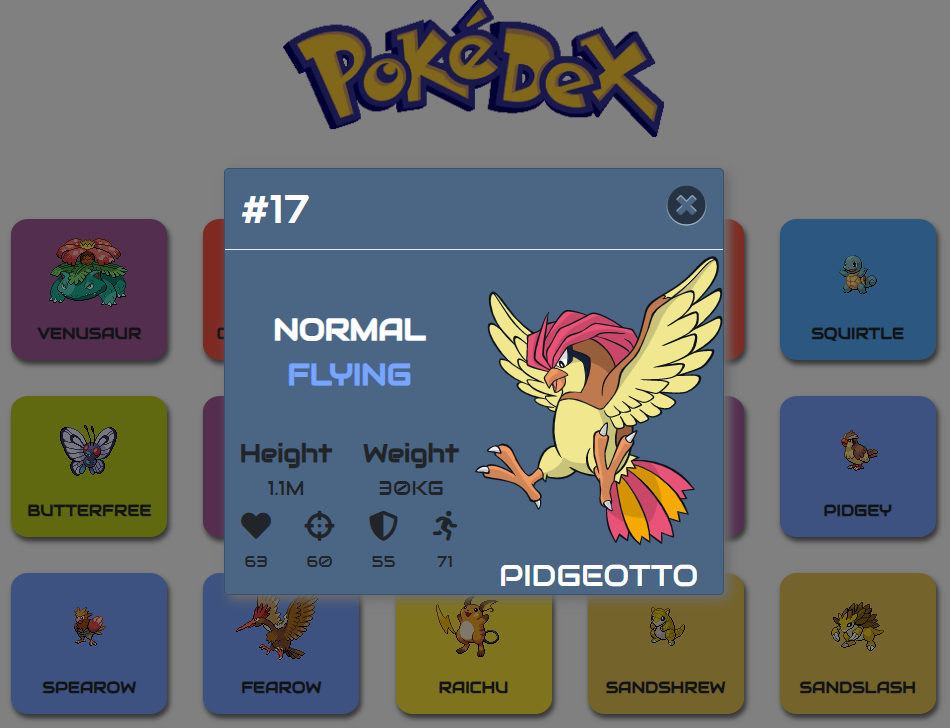 PoKéDex
#17
NORMAL
FLYING
Height Weight
1.1M 30KG
63 60 55 71
PIDGEOTTO
VENUSAUR
SQUIRTLE
BUTTERFREE
PIDGEY
SPEAROW
FEAROW
RAICHU
SANDSHREW
SANDSLASH